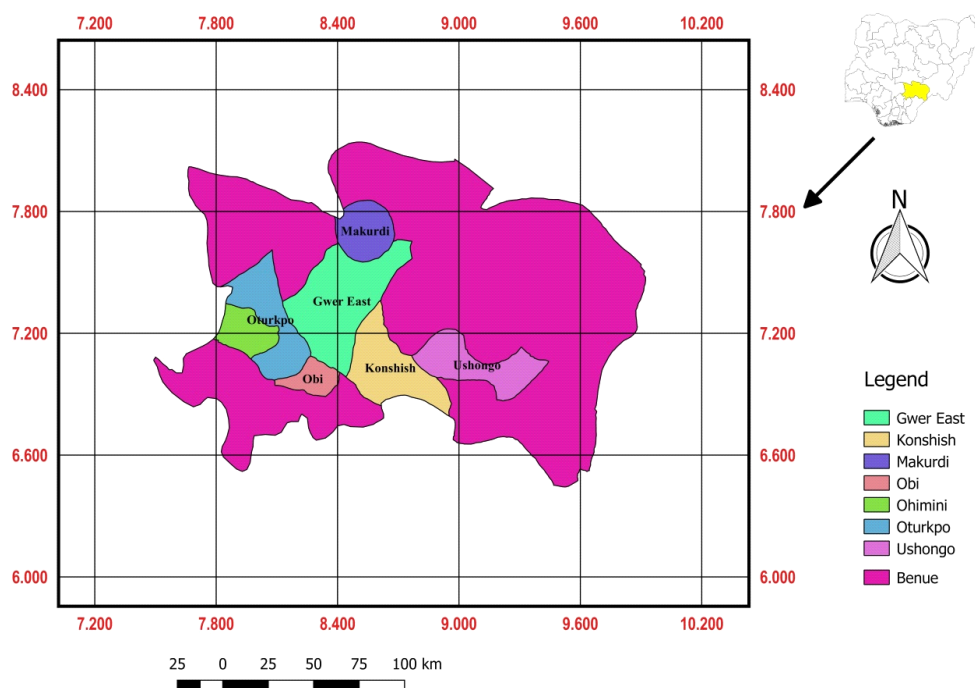 7.200 7.800 8.400 9.000 9.600 10.200
8.400 8.400
N
7.800 7.800
Makurdi
Gwer East
Oturkpo
7.200 7.200
Konshish Ushongo
Obi
Legend
Gwer East
Konshish
Makurdi
Obi
Ohimini
Oturkpo
Ushongo
Benue
6.600 6.600
6.000 6.000
7.200 7.800 8.400 9.000 9.600 10.200
25 0 25 50 75 100 km